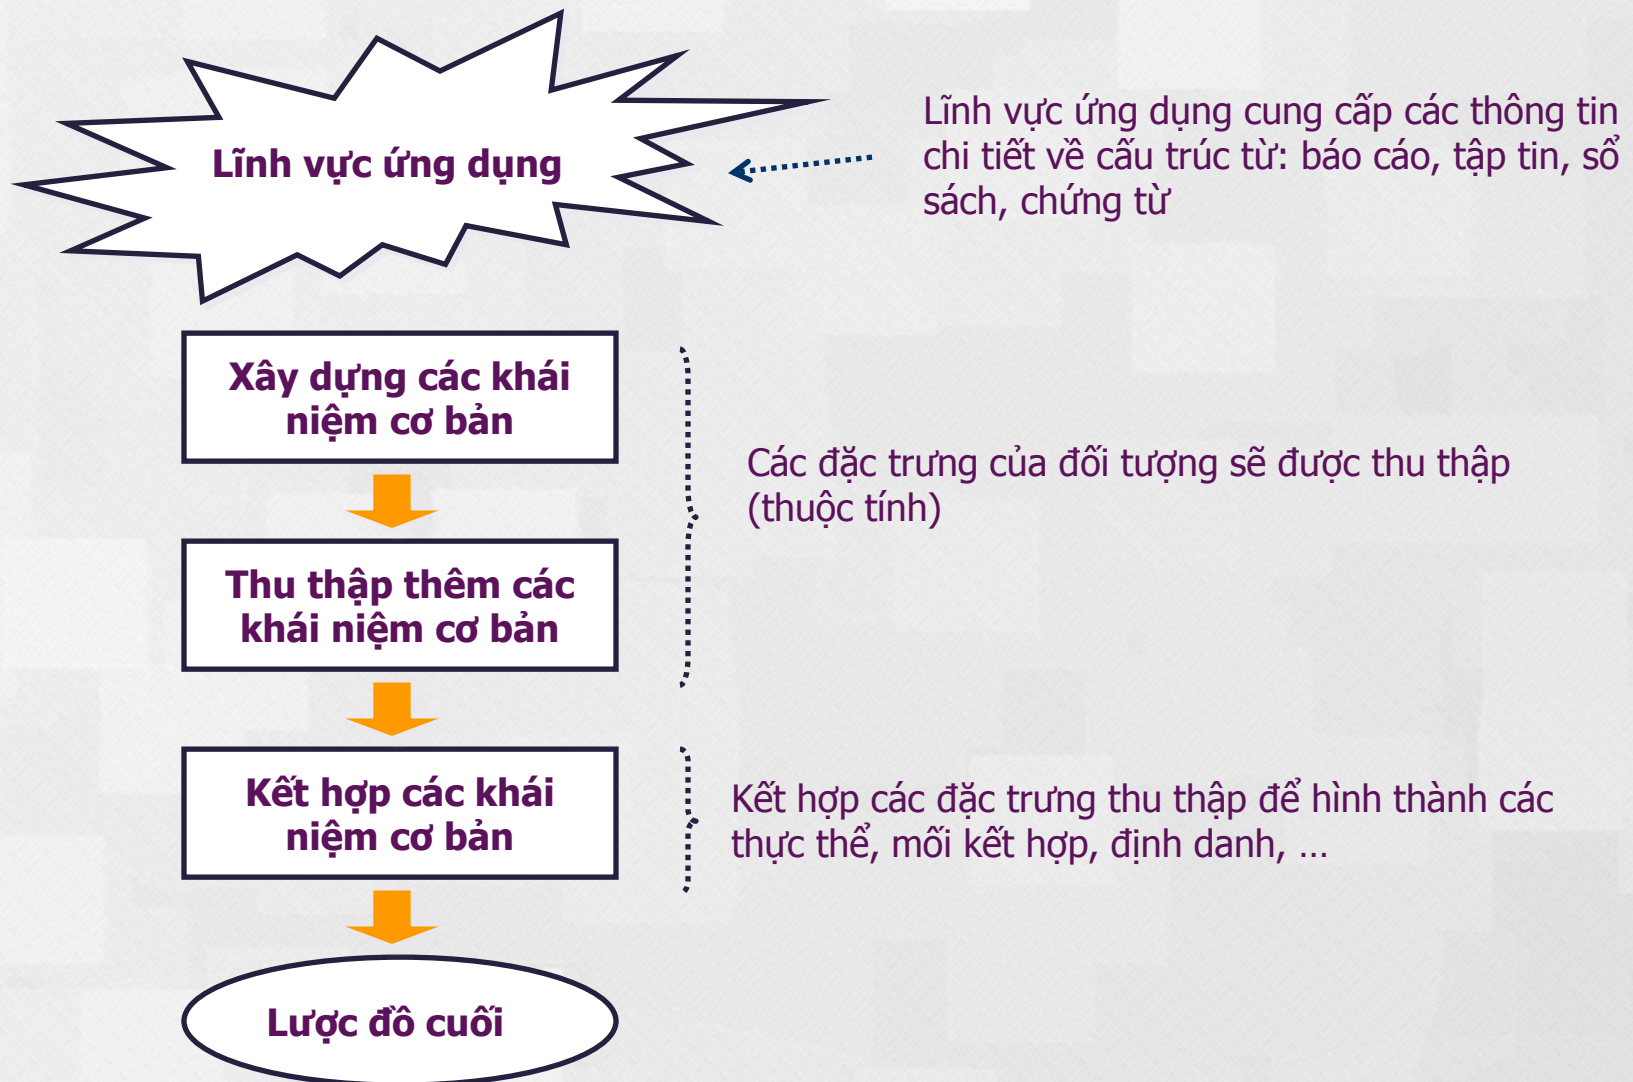 Lĩnh vực ứng dụng
Lĩnh vực ứng dụng cung cấp các thông tin
chi tiết về cấu trúc từ: báo cáo, tập tin, sổ
sách, chứng từ
Xây dựng các khái
niệm cơ bản
Các đặc trưng của đối tượng sẽ được thu thập
(thuộc tính)
Thu thập thêm các
khái niệm cơ bản
Kết hợp các khái
niệm cơ bản
Kết hợp các đặc trưng thu thập để hình thành các
thực thể, mối kết hợp, định danh, ...
Lược đồ cuối